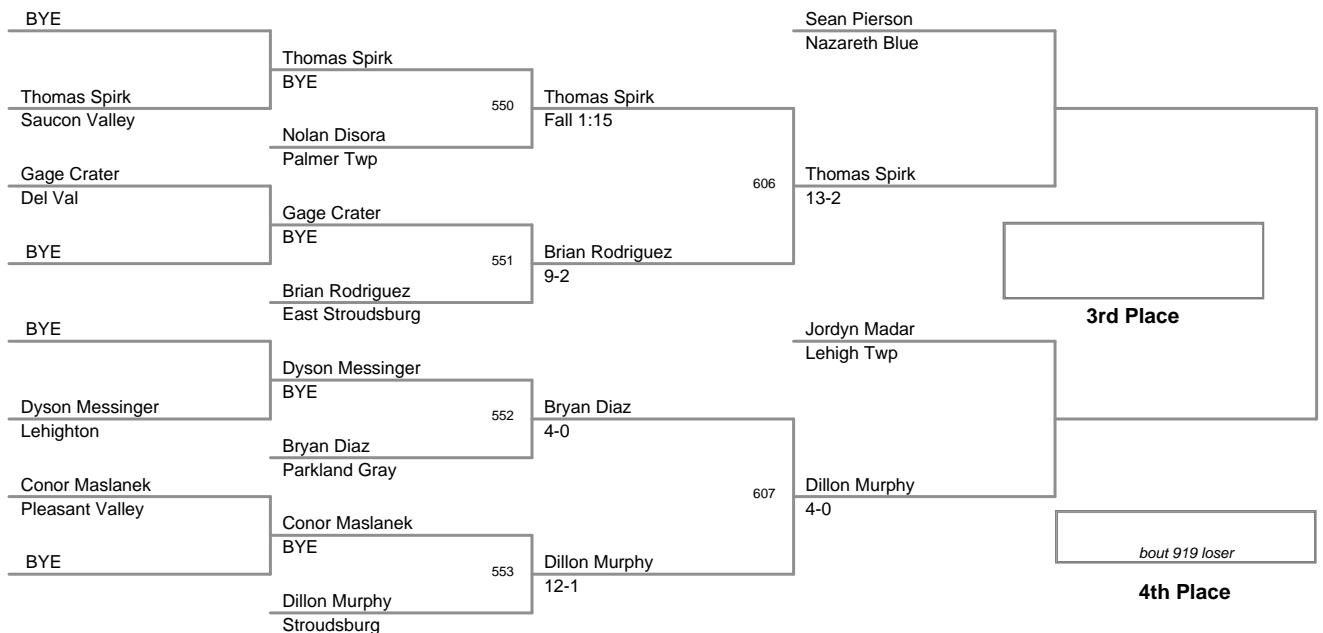 BYE
Thomas Spirk
Saucon Valley
Gage Crater
Del Val
BYE
BYE
Dyson Messinger
Lehighton
Conor Maslanek
Pleasant Valley
BYE
Thomas Spirk
BYE
550
Nolan Disora
Palmer Twp
Gage Crater
BYE
551
Brian Rodriguez
East Stroudsburg
Dyson Messinger
BYE
552
Bryan Diaz
Parkland Gray
Conor Maslanek
BYE
553
Dillon Murphy
Stroudsburg
Thomas Spirk
Fall 1:15
606
Brian Rodriguez
9-2
Bryan Diaz
4-0
607
Dillon Murphy
12-1
Sean Pierson
Nazareth Blue
Thomas Spirk
13-2
Jordyn Madar
Lehigh Twp
Dillon Murphy
4-0
3rd Place
bout 919 loser
4th Place